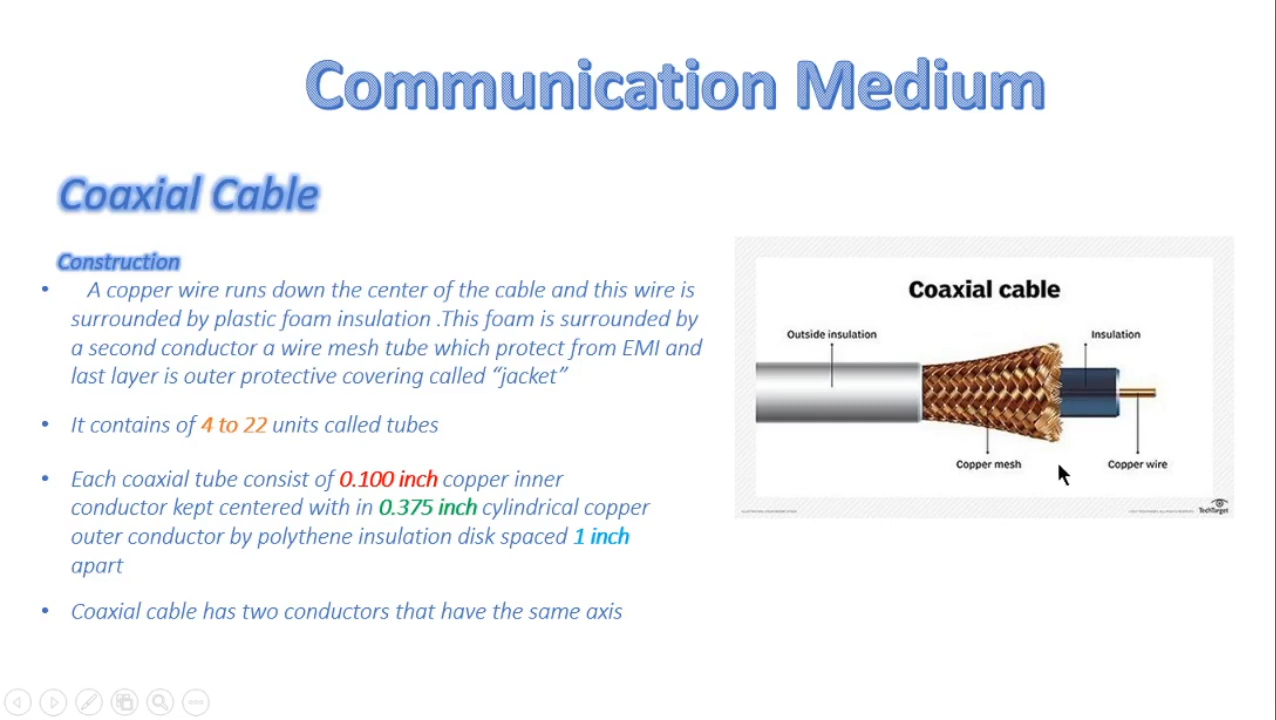 Communication Medium
Coaxial Cable
Construction
• A copper wire runs down the center of the cable and this wire is
surrounded by plastic foam insulation .This foam is surrounded by
a second conductor a wire mesh tube which protect from EMI and
last layer is outer protective covering called “jacket”
• It contains of 4 to 22 units called tubes
• Each coaxial tube consist of 0.100 inch copper inner
conductor kept centered with in 0.375 inch cylindrical copper
outer conductor by polythene insulation disk spaced 1 inch
apart
• Coaxial cable has two conductors that have the same axis
Coaxial cable
Outside insulation
Insulation
Copper mesh
Copper wire
TechTarget